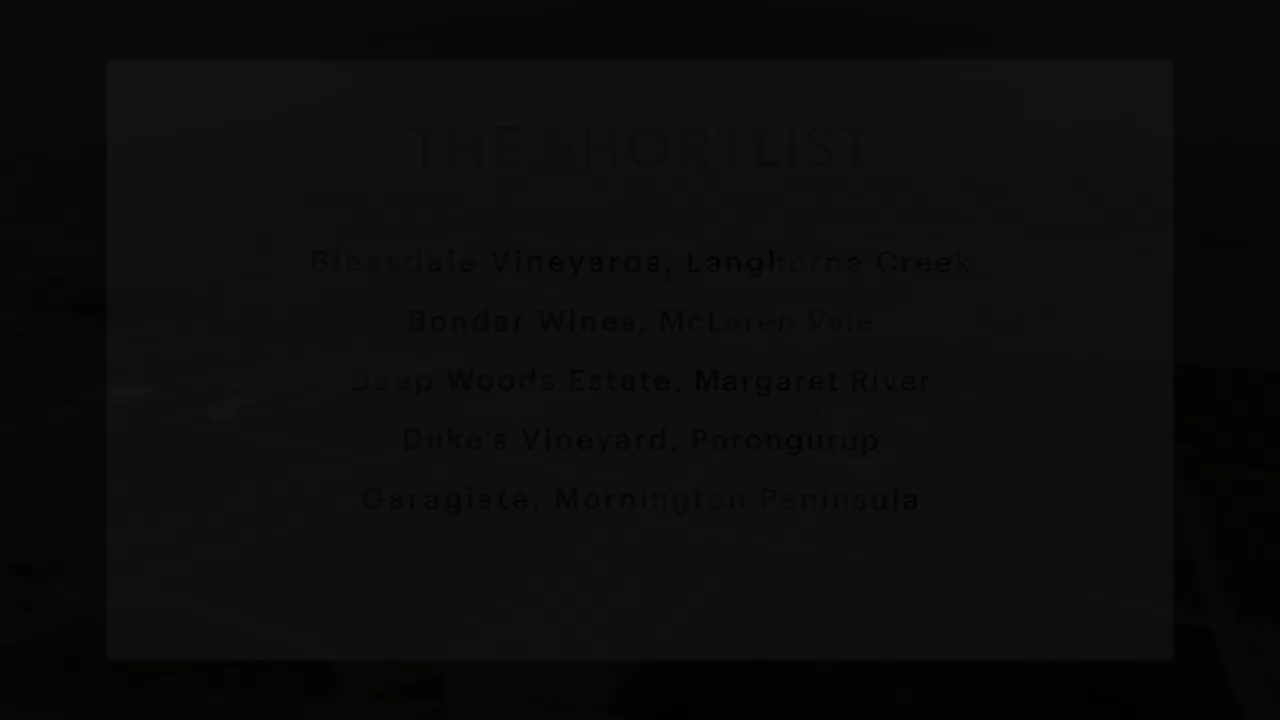 THE SHORTLIST
Bleasdale Vineyards, Langhorne Creek
Bondar Wines, McLaren Vale
Deep Woods Estate, Margaret River
Duke's Vineyard, Porongurup
Garagiste, Mornington Peninsula